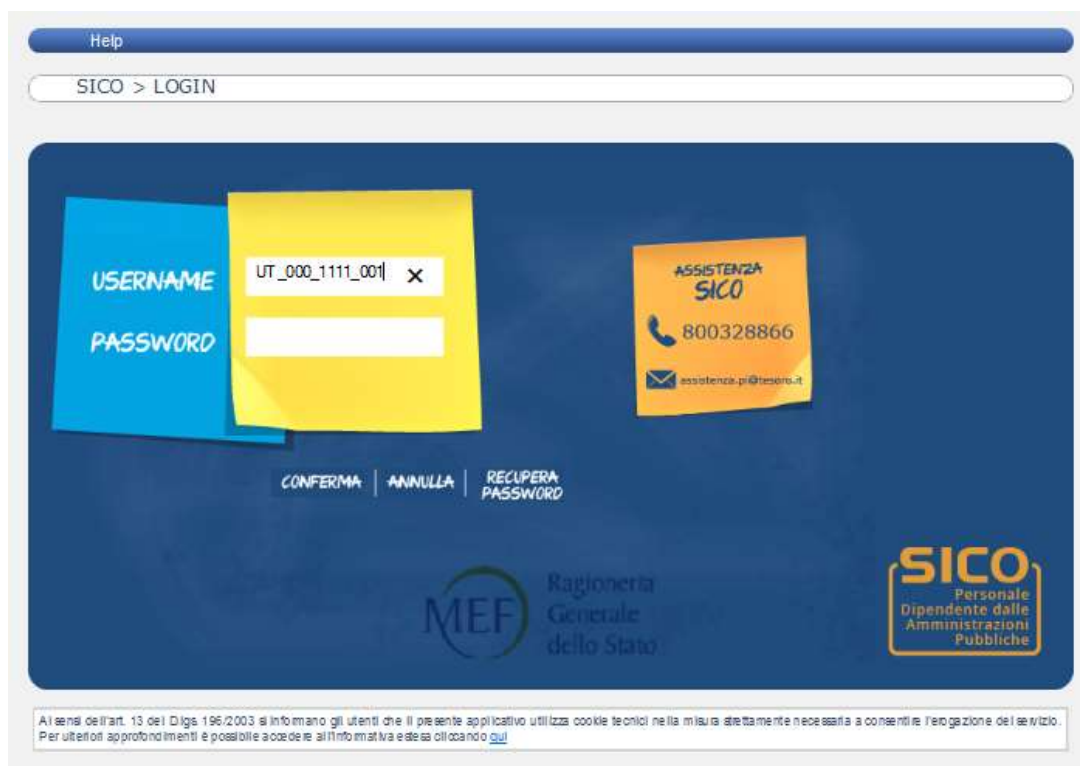 Help
SICO > LOGIN
USERNAME
UT_000_1111_001
PASSWORD
ASSISTENZA
SICO
800328866
assistenza.pi@tesoro.it
CONFERMA
ANNULLA
RECUPERA
PASSWORD
MEF
Ragioneria
Generale
dello Stato
SICO
Personale
Dipendente dalle
Amministrazioni
Pubbliche
Ai sensi dell'art. 13 del D.lgs. 196/2003 si informano gli utenti che il presente applicativo utilizza cookie tecnici nella misura strettamente necessaria a consentire l'erogazione del servizio.
Per ulteriori approfondimenti è possibile accedere all'informativa estesa cliccando qui